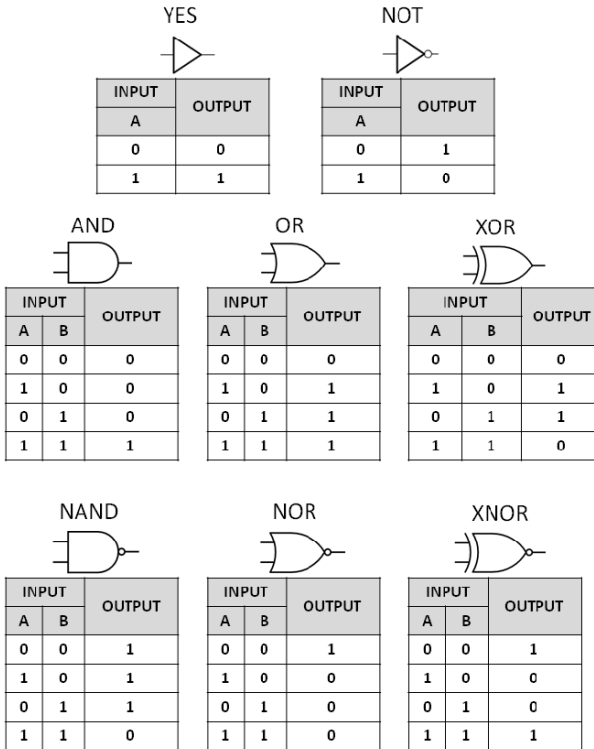 YES NOT
INPUT OUTPUT INPUT OUTPUT
A A
0 0 0 1
1 1 1 0
AND OR XOR
INPUT OUTPUT INPUT OUTPUT INPUT OUTPUT
A B A B A B
0 0 0 0 0 0 0 0 0
1 0 0 1 0 1 1 0 1
0 1 0 0 1 1 0 1 1
1 1 1 1 1 1 1 1 0
NAND NOR XNOR
INPUT OUTPUT INPUT OUTPUT INPUT OUTPUT
A B A B A B
0 0 1 0 0 1 0 0 1
1 0 1 1 0 0 1 0 0
0 1 1 0 1 0 0 1 0
1 1 0 1 1 0 1 1 1